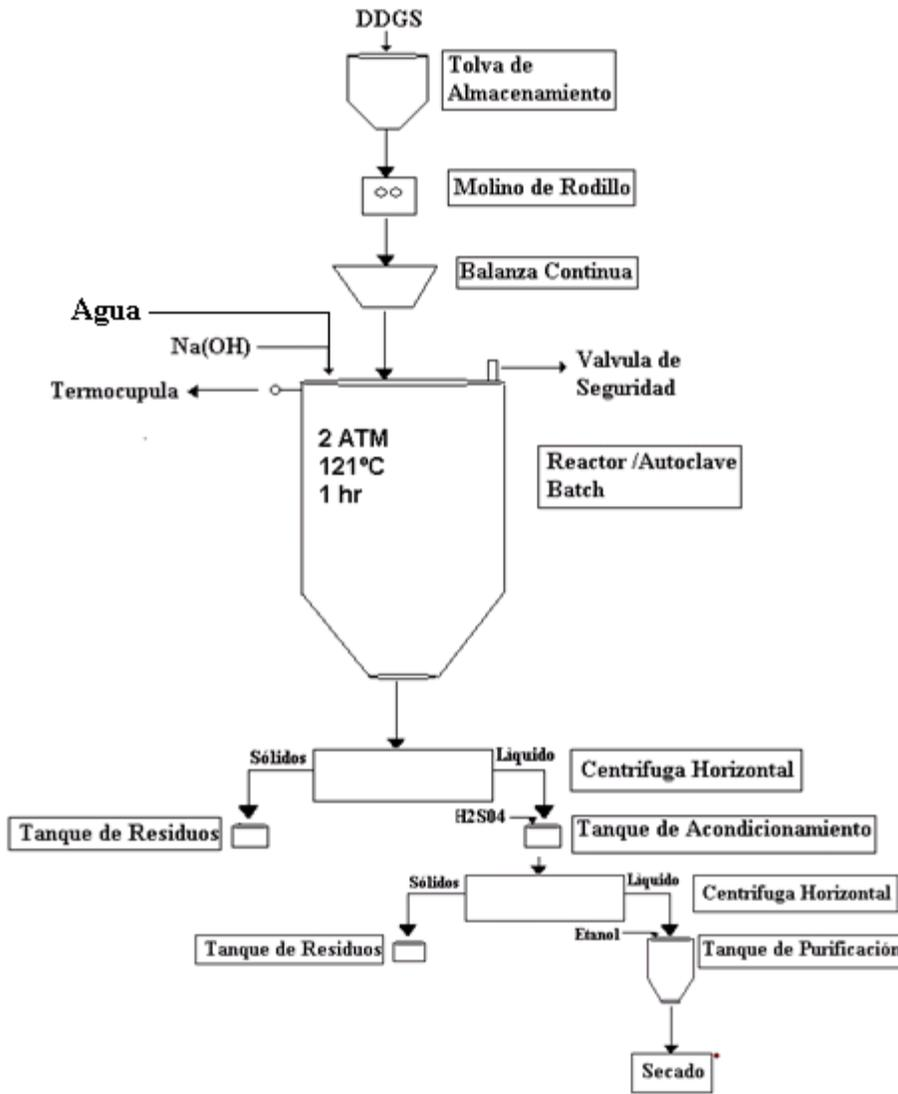 DDGS
Tolva de
Almacenamiento
Molino de Rodillo
Balanza Continua
Agua
Na(OH)
Termocupula
Valvula de
Seguridad
2 ATM
121°C
1 hr
Reactor /Autoclave
Batch
Sólidos
Liquido
Centrifuga Horizontal
H2S04
Tanque de Residuos
Tanque de Acondicionamiento
Sólidos
Liquido
Centrifuga Horizontal
Etanol
Tanque de Residuos
Tanque de Purificación
Secado